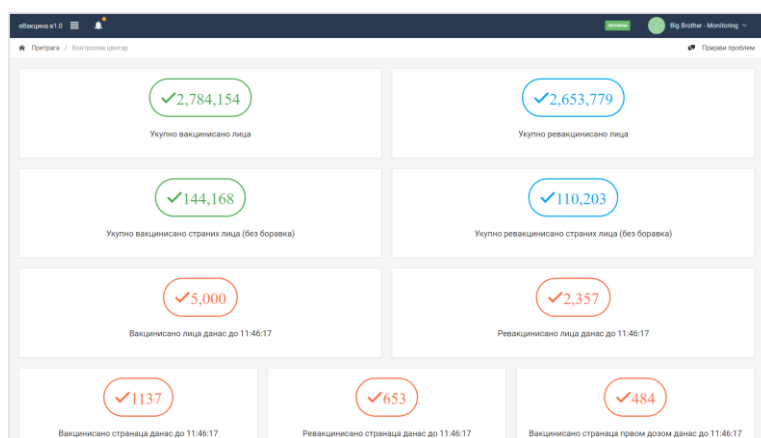 еВакцина в1.0
Big Brother - Monitoring
Претрага / Контролни центар
Пријави проблем
2,784,154
Укупно вакцинисано лица
2,653,779
Укупно ревакцинисано лица
144,168
Укупно вакцинисано страних лица (без боравка)
110,203
Укупно ревакцинисано страних лица (без боравка)
5,000
Вакцинисано лица данас до 11:46:17
2,357
Ревакцинисано лица данас до 11:46:17
1137
Вакцинисано странаца данас до 11:46:17
653
Ревакцинисано странаца данас до 11:46:17
484
Вакцинисано странаца првом дозом данас до 11:46:17